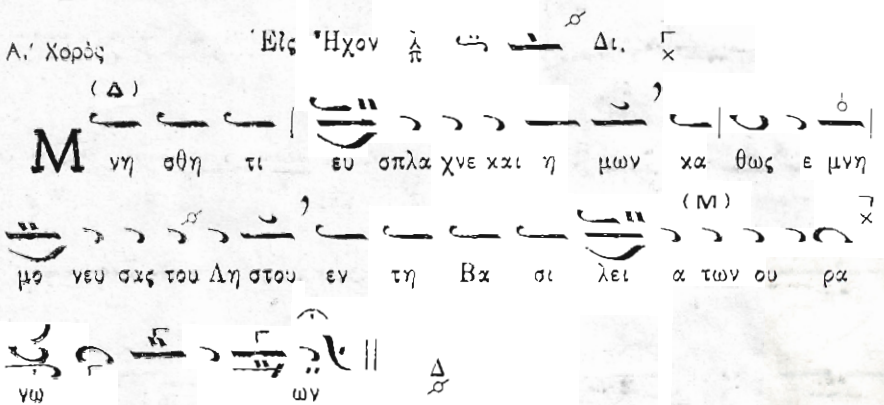 Α.' Χορὸς Εἰς Ἦχον λ π Δι. Γ χ
(Δ)
Μνη σθη τι ευ σπλα χνε και η μων κα θως ε μνη
(Μ)
μο νευ σας του Λη στου εν τη Βα σι λει α των ου ρα
νω ων Δ